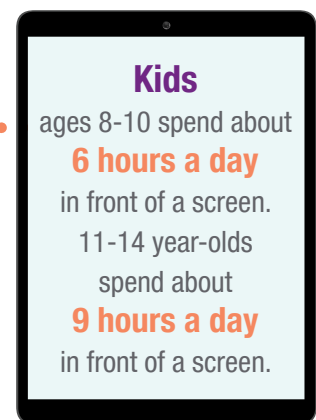 Kids
ages 8-10 spend about
6 hours a day
in front of a screen.
11-14 year-olds
spend about
9 hours a day
in front of a screen.